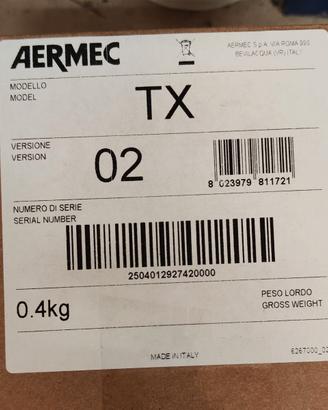 AERMEC
AERMEC S.p.A. VIA ROMA 996
BEVILACQUA (VR) ITALY
MODELLO
MODEL
TX
VERSIONE
VERSION
02
8 023979 811721
NUMERO DI SERIE
SERIAL NUMBER
2504012927420000
0.4kg
PESO LORDO
GROSS WEIGHT
MADE IN ITALY
6267000_02